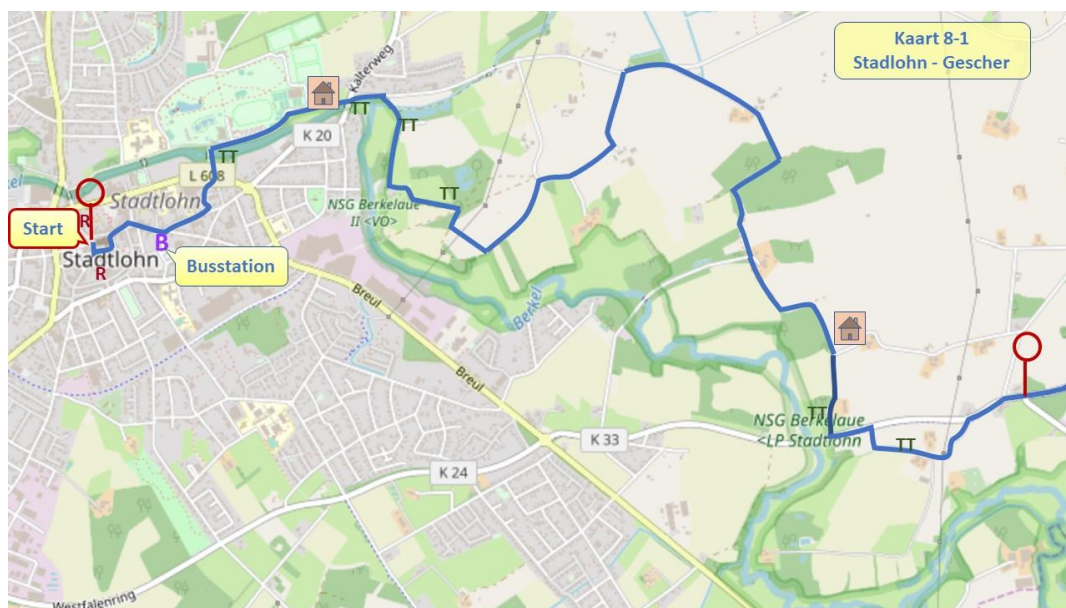 Kaart 8-1
Stadlohn - Gescher
Kalterweg
TT
TT
K 20
TT
L 608
Stadtlohn
NSG Berkelaue
II <VO>
TT
R
Start
B
Stadtlohn
R
Busstation
Breul
Berkel
Breul
NSG Berkelaue
<LP Stadtlohn
TT
TT
K 33
K 24
Westfalenring